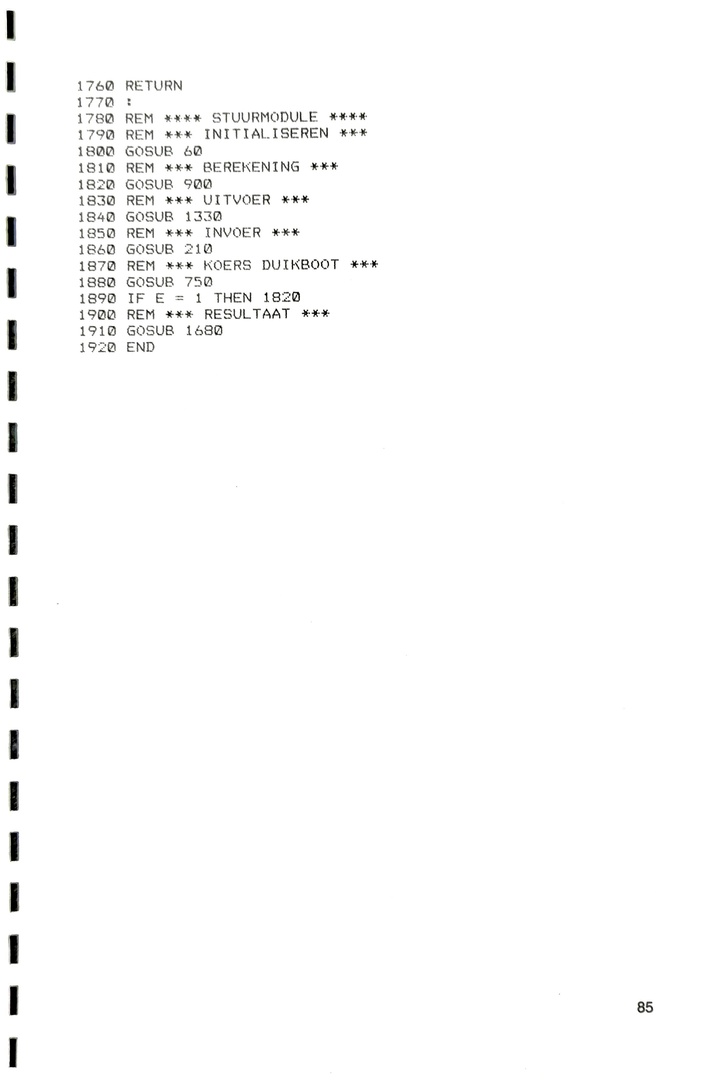 1760 RETURN
1770 :
1780 REM **** STUURMODULE ****
1790 REM *** INITIALISEREN ***
1800 GOSUB 60
1810 REM *** BEREKENING ***
1820 GOSUB 900
1830 REM *** UITVOER ***
1840 GOSUB 1330
1850 REM *** INVOER ***
1860 GOSUB 210
1870 REM *** KOERS DUIKBOOT ***
1880 GOSUB 750
1890 IF E = 1 THEN 1820
1900 REM *** RESULTAAT ***
1910 GOSUB 1680
1920 END
85